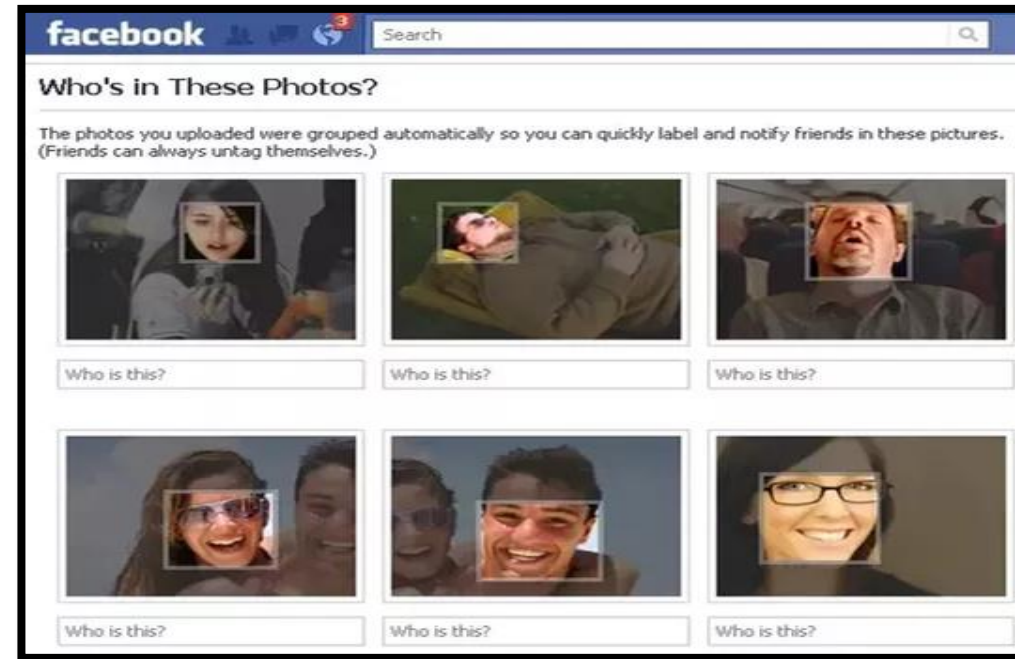 facebook 3 Search
Who's in These Photos?
The photos you uploaded were grouped automatically so you can quickly label and notify friends in these pictures.
(Friends can always untag themselves.)
Who is this? Who is this? Who is this?
Who is this? Who is this? Who is this?